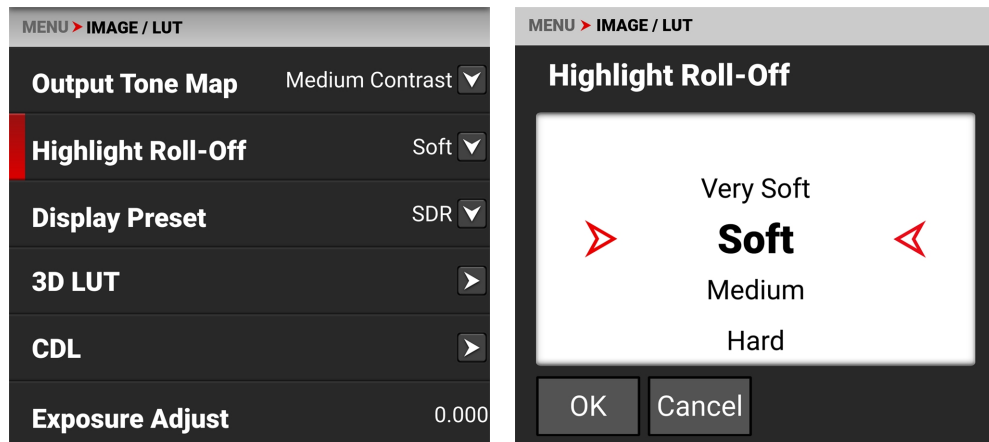 MENU IMAGE / LUT
Output Tone Map Medium Contrast
Highlight Roll-Off Soft
Display Preset SDR
3D LUT
CDL
Exposure Adjust 0.000
MENU IMAGE / LUT
Highlight Roll-Off
Very Soft
Soft
Medium
Hard
OK Cancel